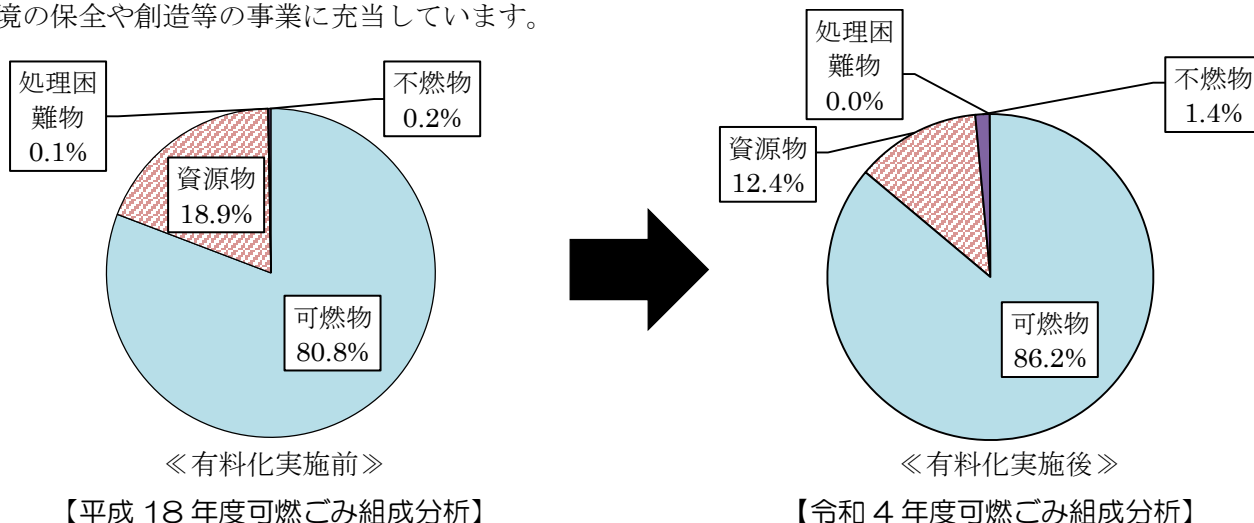 境の保全や創造等の事業に充当しています。
処理困
難物
0.1%
不燃物
0.2%
資源物
18.9%
可燃物
80.8%
≪有料化実施前≫
【平成 18 年度可燃ごみ組成分析】
処理困
難物
0.0%
不燃物
1.4%
資源物
12.4%
可燃物
86.2%
≪有料化実施後≫
【令和 4 年度可燃ごみ組成分析】